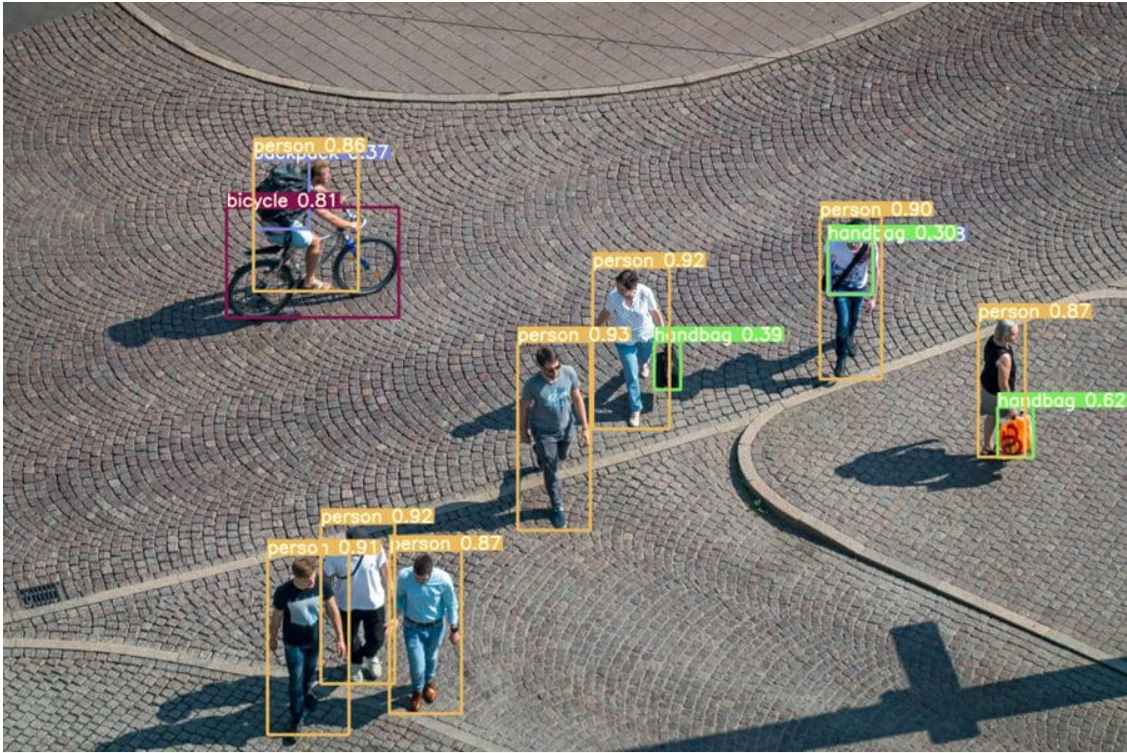 person 0.86
backpack 0.37
bicycle 0.81
person 0.90
handbag 0.30
person 0.92
person 0.87
person 0.93
handbag 0.39
handbag 0.62
person 0.92
person 0.91
person 0.87